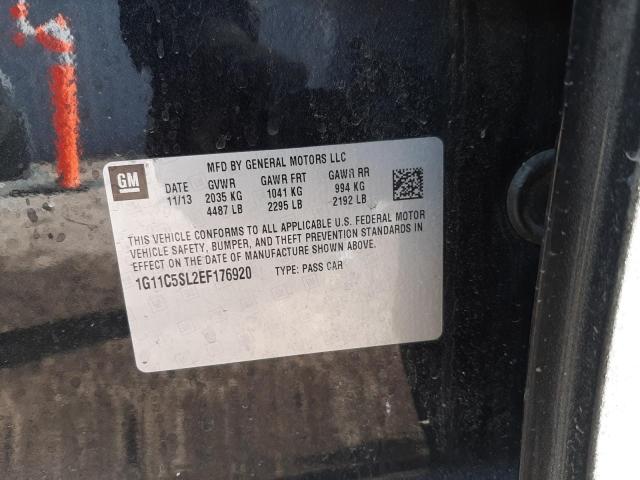 MFD BY GENERAL MOTORS LLC
GM
DATE GVWR GAWR FRT GAWR RR
11/13 2035 KG 1041 KG 994 KG
4487 LB 2295 LB 2192 LB
THIS VEHICLE CONFORMS TO ALL APPLICABLE U.S. FEDERAL MOTOR
VEHICLE SAFETY, BUMPER, AND THEFT PREVENTION STANDARDS IN
EFFECT ON THE DATE OF MANUFACTURE SHOWN ABOVE.
1G11C5SL2EF176920 TYPE: PASS CAR